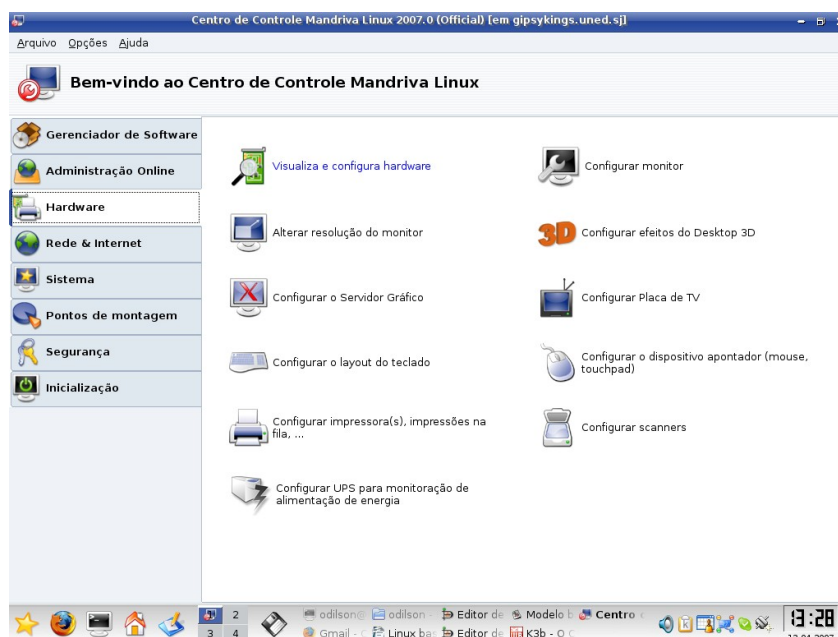 Centro de Controle Mandriva Linux 2007.0 (Official) [em gipsykings.uned.sj]
Arquivo Opções Ajuda
Bem-vindo ao Centro de Controle Mandriva Linux
Gerenciador de Software
Administração Online
Hardware
Rede & Internet
Sistema
Pontos de montagem
Segurança
Inicialização
Visualiza e configura hardware
Configurar monitor
Alterar resolução do monitor
3D
Configurar efeitos do Desktop 3D
Configurar o Servidor Gráfico
Configurar Placa de TV
Configurar o layout do teclado
Configurar o dispositivo apontador (mouse,
touchpad)
Configurar impressora(s), impressões na
fila, ...
Configurar scanners
Configurar UPS para monitoração de
alimentação de energia
2
odilson@ odilson - Editor de Modelo b Centro
13:28
3 4
Gmail - Linux bas Editor de K3b - O C